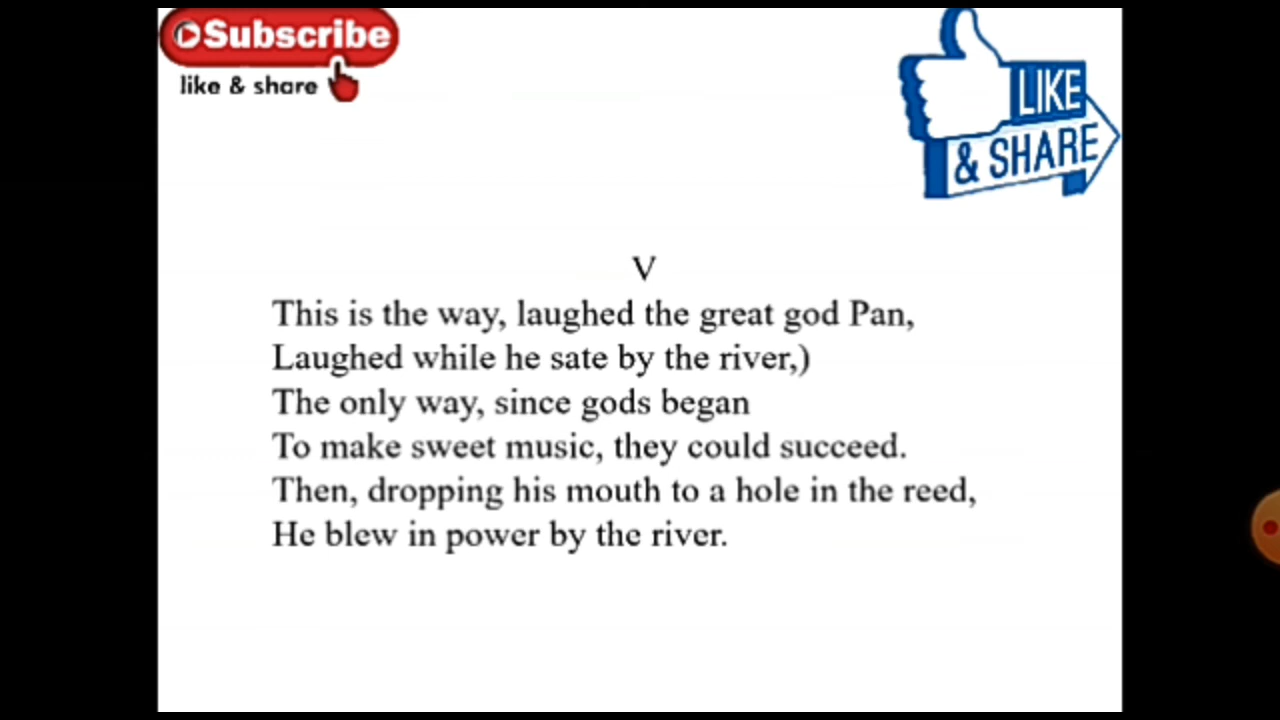 Subscribe
like & share
LIKE
& SHARE
V
This is the way, laughed the great god Pan,
Laughed while he sate by the river,)
The only way, since gods began
To make sweet music, they could succeed.
Then, dropping his mouth to a hole in the reed,
He blew in power by the river.